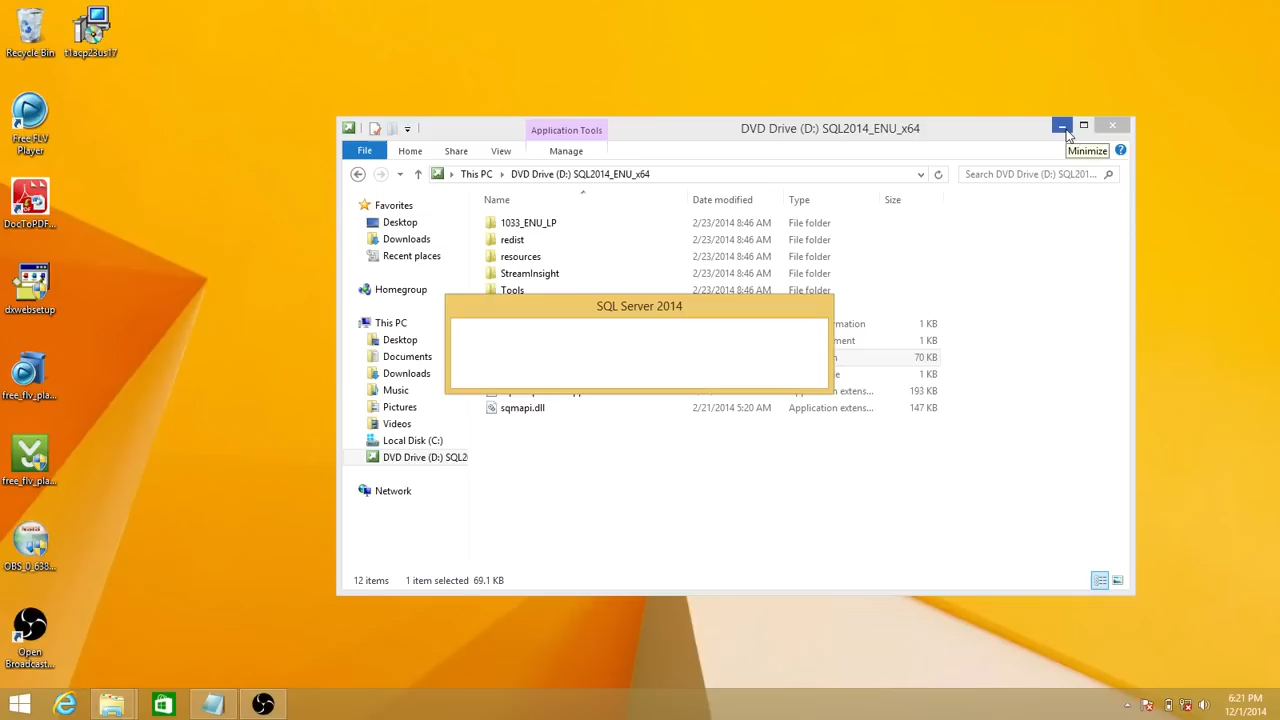 Recycle Bin
t1acp23us17
Free FLV
Player
DocToPDF...
dxwebsetup
free_flv_pla...
free_flv_pla...
OBS_0_638...
Open
Broadcast...
Application Tools
DVD Drive (D:) SQL2014_ENU_x64
File Home Share View Manage
Minimize
This PC DVD Drive (D:) SQL2014_ENU_x64
Search DVD Drive (D:) SQL201...
Name Date modified Type Size
Favorites
Desktop
Downloads
Recent places
Homegroup
This PC
Desktop
Documents
Downloads
Music
Pictures
Videos
Local Disk (C:)
DVD Drive (D:) SQL2
Network
1033_ENU_LP 2/23/2014 8:46 AM File folder
redist 2/23/2014 8:46 AM File folder
resources 2/23/2014 8:46 AM File folder
StreamInsight 2/23/2014 8:46 AM File folder
Tools 2/23/2014 8:46 AM File folder
SQL Server 2014
1 KB
1 KB
70 KB
1 KB
Application extens... 193 KB
sqmapi.dll 2/21/2014 5:20 AM Application extens... 147 KB
12 items 1 item selected 69.1 KB
6:21 PM
12/1/2014